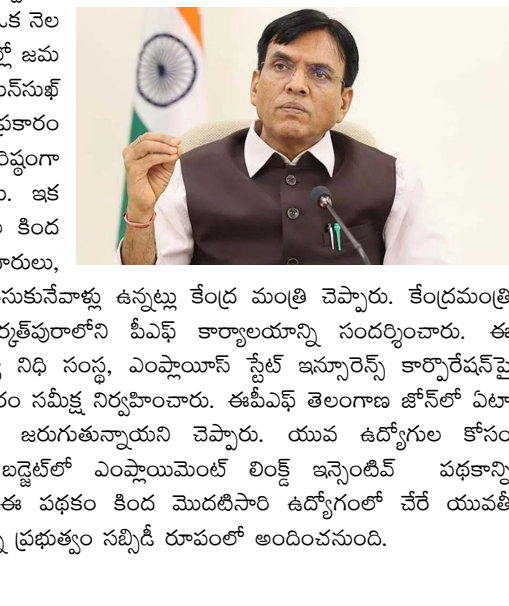 ఒక నెల
జమ
ప్రకారం
ఇక
కింద
ఉన్నట్లు కేంద్ర మంత్రి చెప్పారు. కేంద్రమంత్రి
పీఎఫ్ కార్యాలయాన్ని సందర్శించారు. ఈ
నిధి సంస్థ, ఎంప్లాయీస్ స్టేట్ ఇన్సూరెన్స్ కార్పొరేషన్‌పై
సమీక్ష నిర్వహించారు. ఈపీఎఫ్ తెలంగాణ జోన్‌లో ఏటా
జరుగుతున్నాయని చెప్పారు. యువ ఉద్యోగుల కోసం
బడ్జెట్‌లో ఎంప్లాయిమెంట్ లింక్డ్ ఇన్సెంటివ్ పథకాన్ని
ఈ పథకం కింద మొదటిసారి ఉద్యోగంలో చేరే యువతీ
ప్రభుత్వం సబ్సిడీ రూపంలో అందించనుంది.